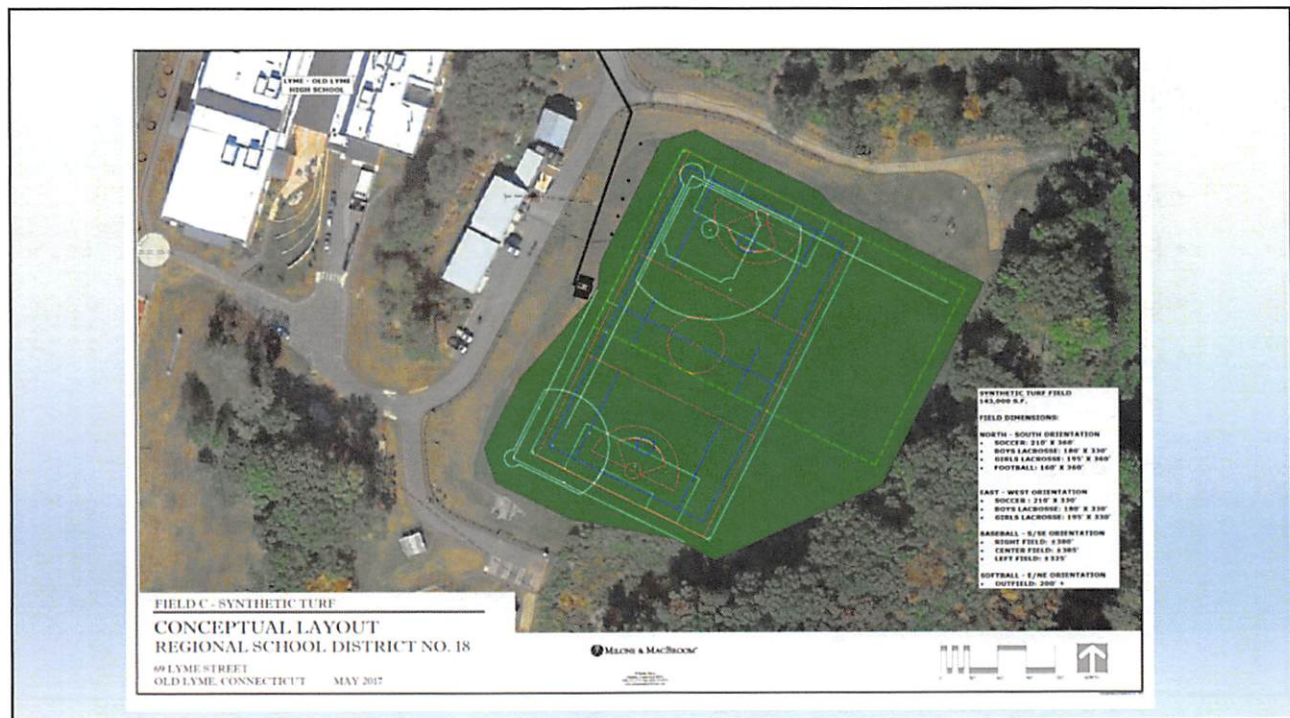 LYME - OLD LYME
HIGH SCHOOL
SYNTHETIC TURF FIELD
143,000 S.F.
FIELD DIMENSIONS:
NORTH - SOUTH ORIENTATION
• SOCCER: 210' X 360'
• BOYS LACROSSE: 180' X 330'
• GIRLS LACROSSE: 195' X 360'
• FOOTBALL: 160' X 360'
EAST - WEST ORIENTATION
• SOCCER : 210' X 330'
• BOYS LACROSSE: 180' X 330'
• GIRLS LACROSSE: 195' X 330'
BASEBALL - S/SE ORIENTATION
• RIGHT FIELD: ±380'
• CENTER FIELD: ±385'
• LEFT FIELD: ±325'
SOFTBALL - E/NE ORIENTATION
• OUTFIELD: 200' +
FIELD C - SYNTHETIC TURF
CONCEPTUAL LAYOUT
REGIONAL SCHOOL DISTRICT NO. 18
69 LYME STREET
OLD LYME, CONNECTICUT MAY 2017
MILONE & MACBROOM